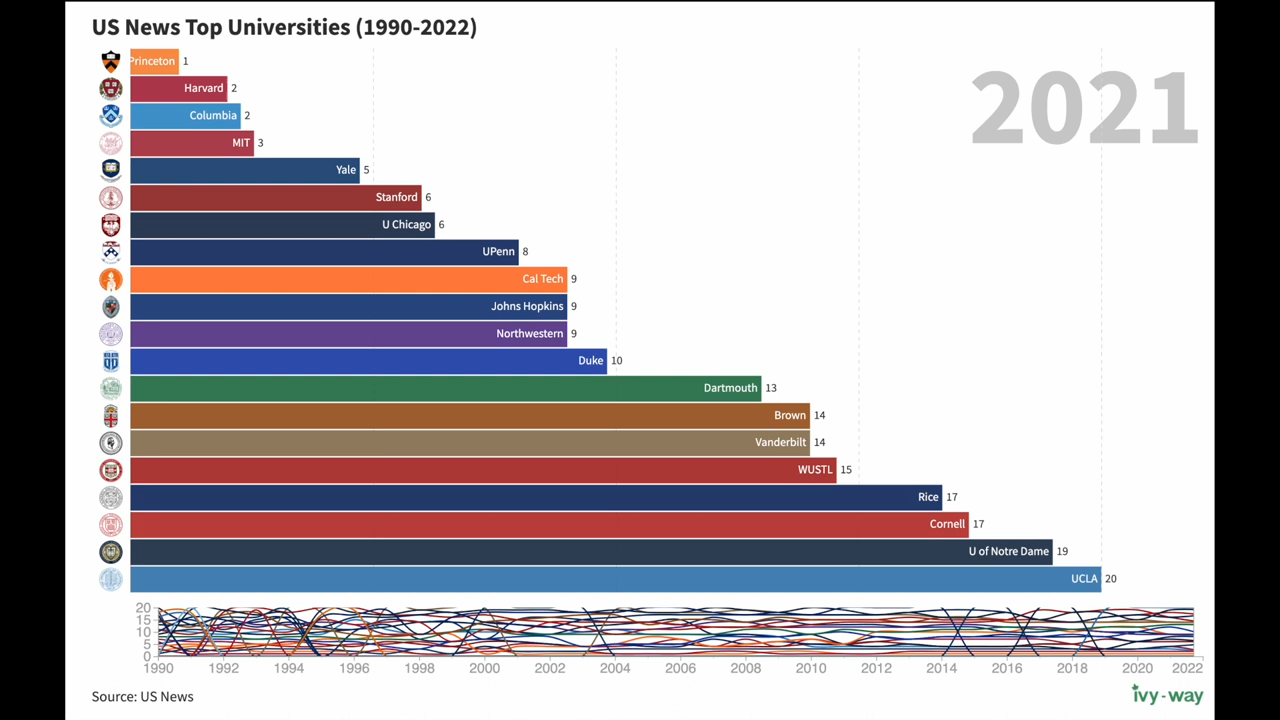 US News Top Universities (1990-2022)
2021
Princeton 1
Harvard 2
Columbia 2
MIT 3
Yale 5
Stanford 6
U Chicago 6
UPenn 8
Cal Tech 9
Johns Hopkins 9
Northwestern 9
Duke 10
Dartmouth 13
Brown 14
Vanderbilt 14
WUSTL 15
Rice 17
Cornell 17
U of Notre Dame 19
UCLA 20
20
15
10
5
0
1990 1992 1994 1996 1998 2000 2002 2004 2006 2008 2010 2012 2014 2016 2018 2020 2022
Source: US News
ivy-way